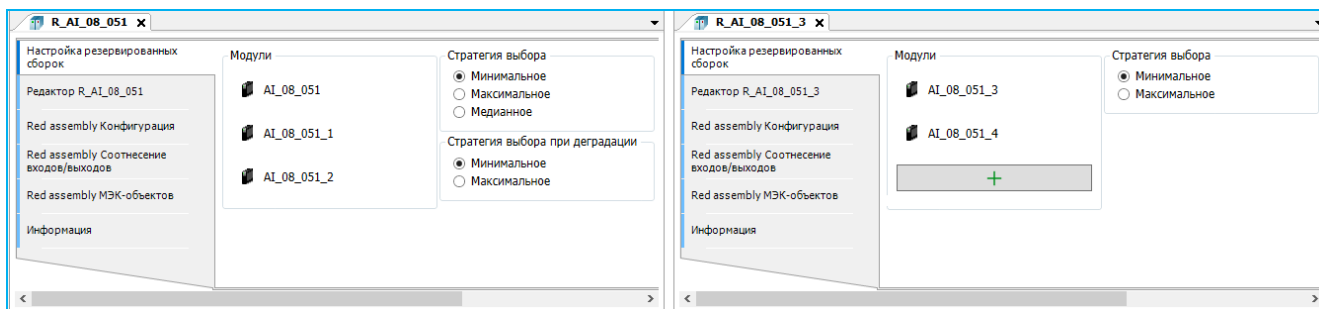 R_AI_08_051
Настройка резервированных
сборок
Редактор R_AI_08_051
Red assembly Конфигурация
Red assembly Соотнесение
входов/выходов
Red assembly МЭК-объектов
Информация
Модули
AI_08_051
AI_08_051_1
AI_08_051_2
Стратегия выбора
Минимальное
Максимальное
Медианное
Стратегия выбора при деградации
Минимальное
Максимальное
R_AI_08_051_3
Настройка резервированных
сборок
Редактор R_AI_08_051_3
Red assembly Конфигурация
Red assembly Соотнесение
входов/выходов
Red assembly МЭК-объектов
Информация
Модули
AI_08_051_3
AI_08_051_4
Стратегия выбора
Минимальное
Максимальное